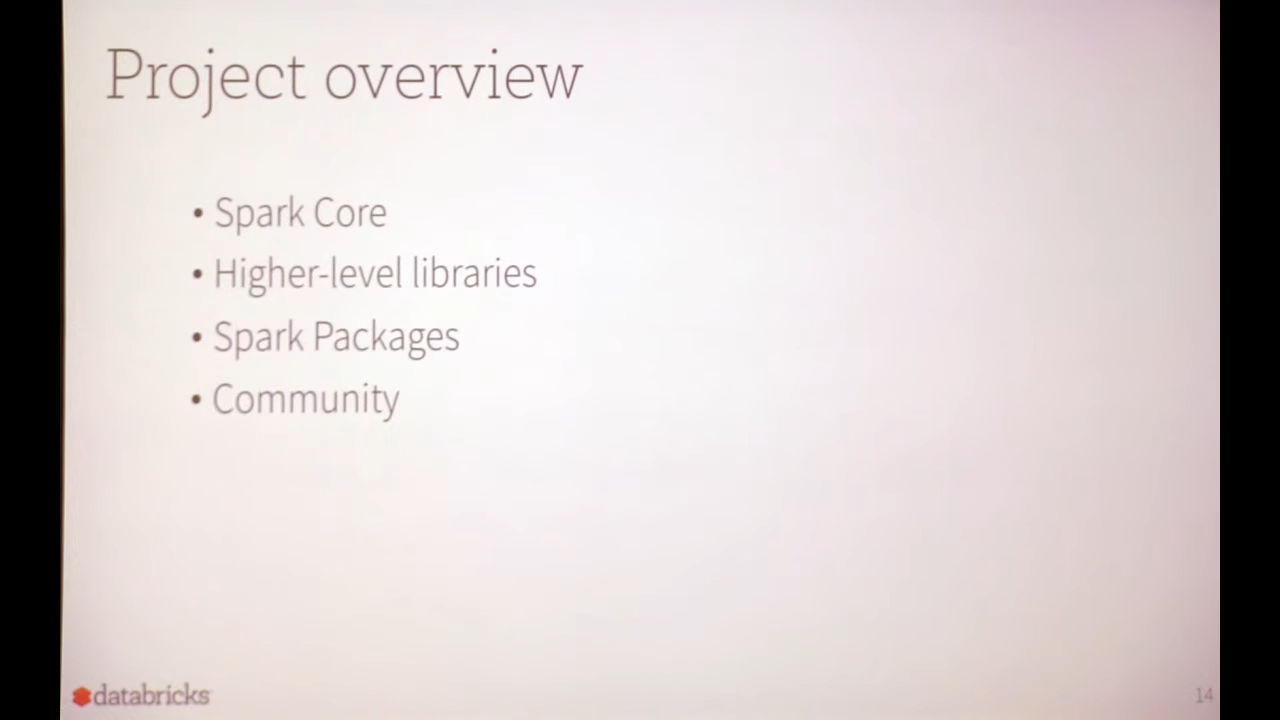 Project overview
• Spark Core
• Higher-level libraries
• Spark Packages
• Community
databricks
14